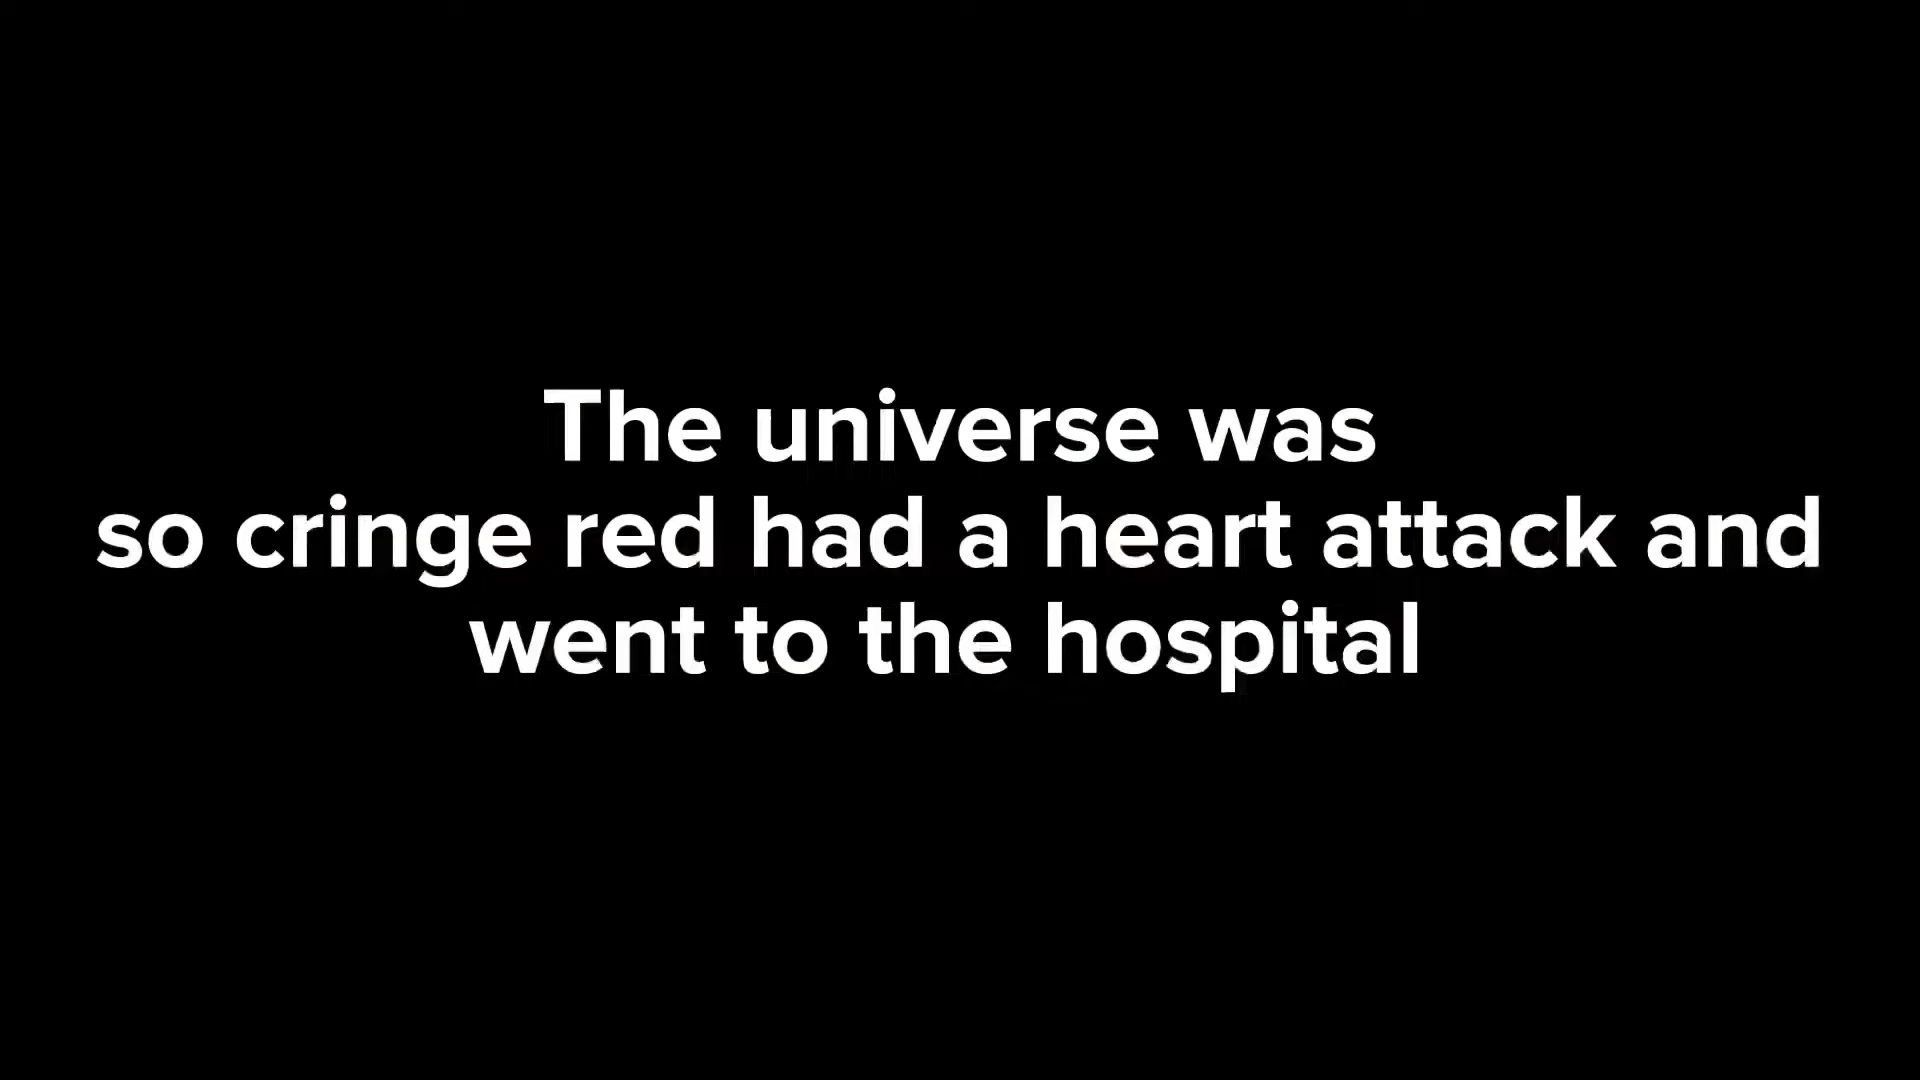 The universe was
so cringe red had a heart attack and
went to the hospital